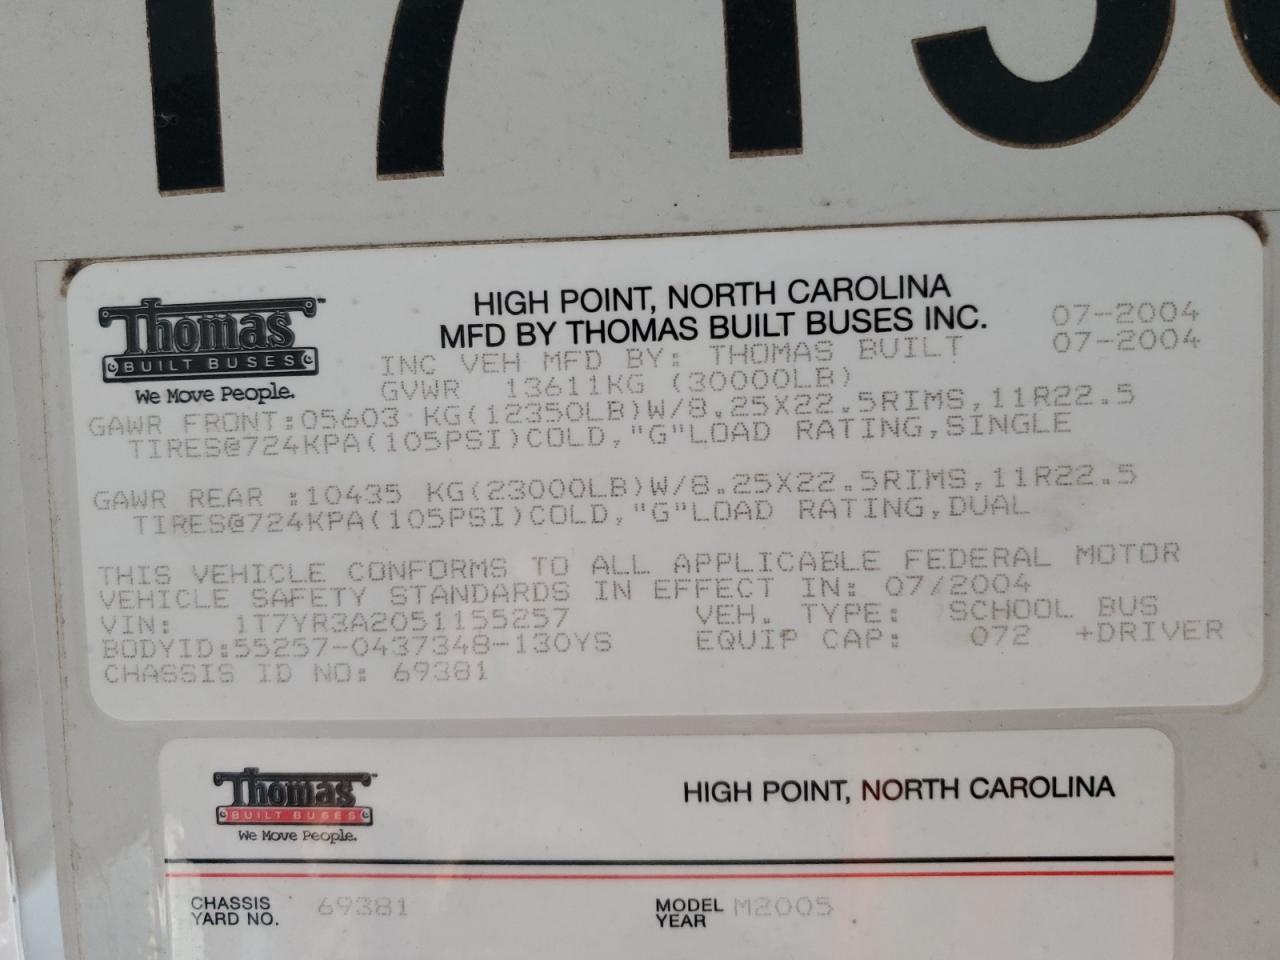 Thomas
BUILT BUSES
We Move People.
HIGH POINT, NORTH CAROLINA
MFD BY THOMAS BUILT BUSES INC. 07-2004
INC VEH MFD BY: THOMAS BUILT 07-2004
GVWR 13611KG (30000LB)
GAWR FRONT:05603 KG(12350LB)W/8.25X22.5RIMS,11R22.5
TIRES@724KPA(105PSI)COLD,"G"LOAD RATING,SINGLE
GAWR REAR :10435 KG(23000LB)W/8.25X22.5RIMS,11R22.5
TIRES@724KPA(105PSI)COLD,"G"LOAD RATING,DUAL
THIS VEHICLE CONFORMS TO ALL APPLICABLE FEDERAL MOTOR
VEHICLE SAFETY STANDARDS IN EFFECT IN: 07/2004
VIN: 1T7YR3A2051155257 VEH. TYPE: SCHOOL BUS
BODYID:55257-0437348-130YS EQUIP CAP: 072 +DRIVER
CHASSIS ID NO: 69381
Thomas
BUILT BUSES
We Move People.
HIGH POINT, NORTH CAROLINA
CHASSIS YARD NO. 69381 MODEL YEAR M2005